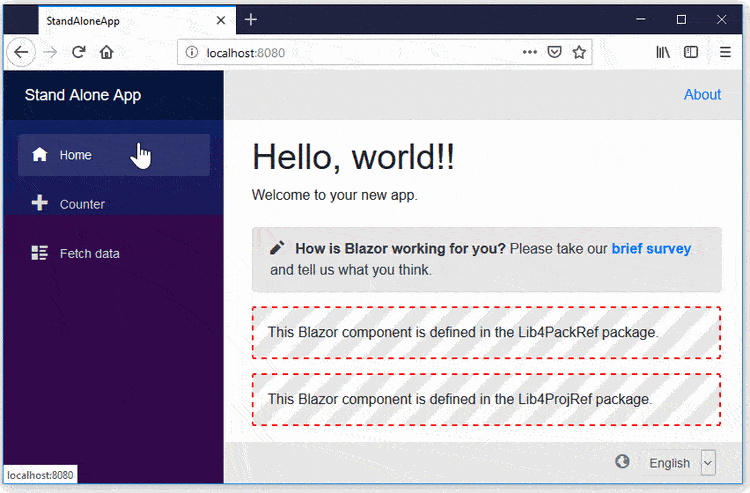 StandAloneApp
localhost:8080
Stand Alone App
About
Home
Counter
Fetch data
Hello, world!!
Welcome to your new app.
How is Blazor working for you? Please take our brief survey
and tell us what you think.
This Blazor component is defined in the Lib4PackRef package.
This Blazor component is defined in the Lib4ProjRef package.
English
localhost:8080